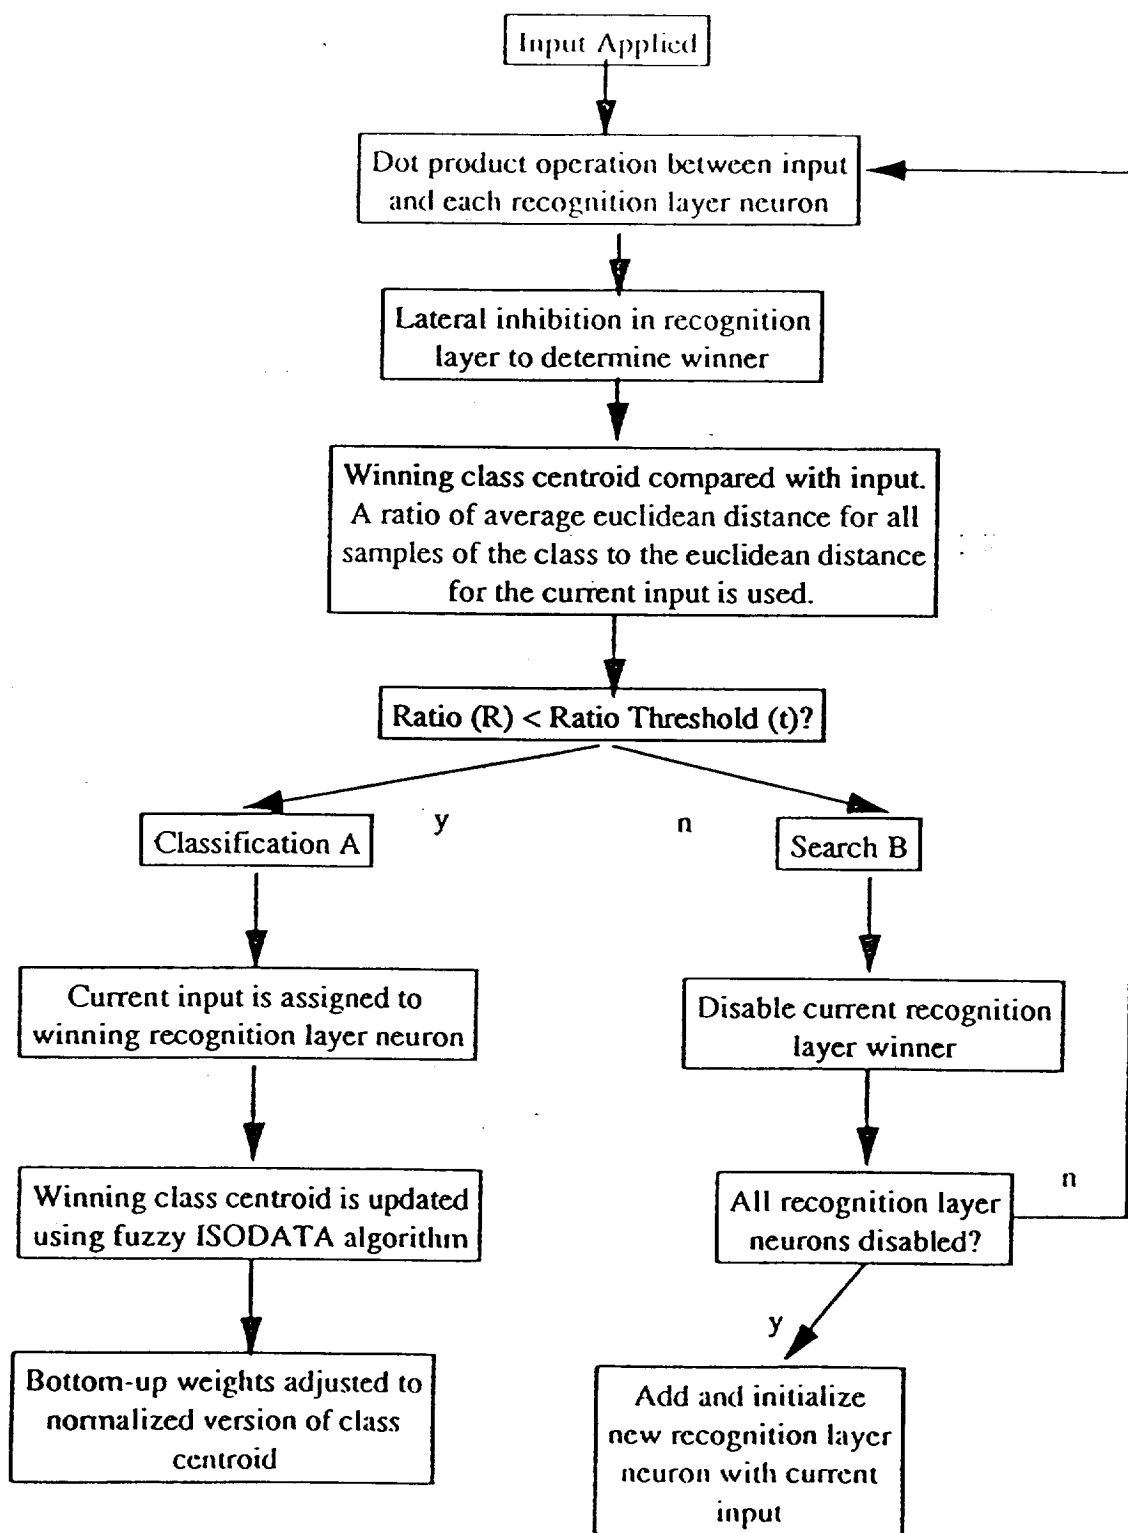 Input Applied
Dot product operation between input
and each recognition layer neuron
Lateral inhibition in recognition
layer to determine winner
Winning class centroid compared with input.
A ratio of average euclidean distance for all
samples of the class to the euclidean distance
for the current input is used.
Ratio (R) < Ratio Threshold (t)?
y
n
Classification A
Search B
Current input is assigned to
winning recognition layer neuron
Disable current recognition
layer winner
Winning class centroid is updated
using fuzzy ISODATA algorithm
All recognition layer
neurons disabled?
n
y
Bottom-up weights adjusted to
normalized version of class
centroid
Add and initialize
new recognition layer
neuron with current
input